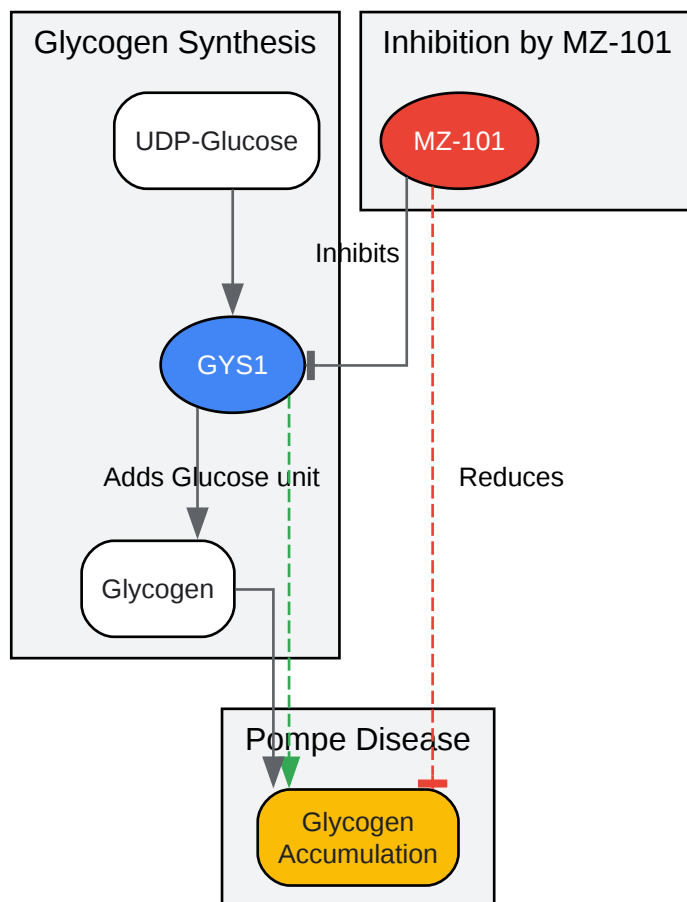 Glycogen Synthesis
Inhibition by MZ-101
UDP-Glucose
MZ-101
Inhibits
GYS1
Adds Glucose unit
Reduces
Glycogen
Pompe Disease
Glycogen
Accumulation